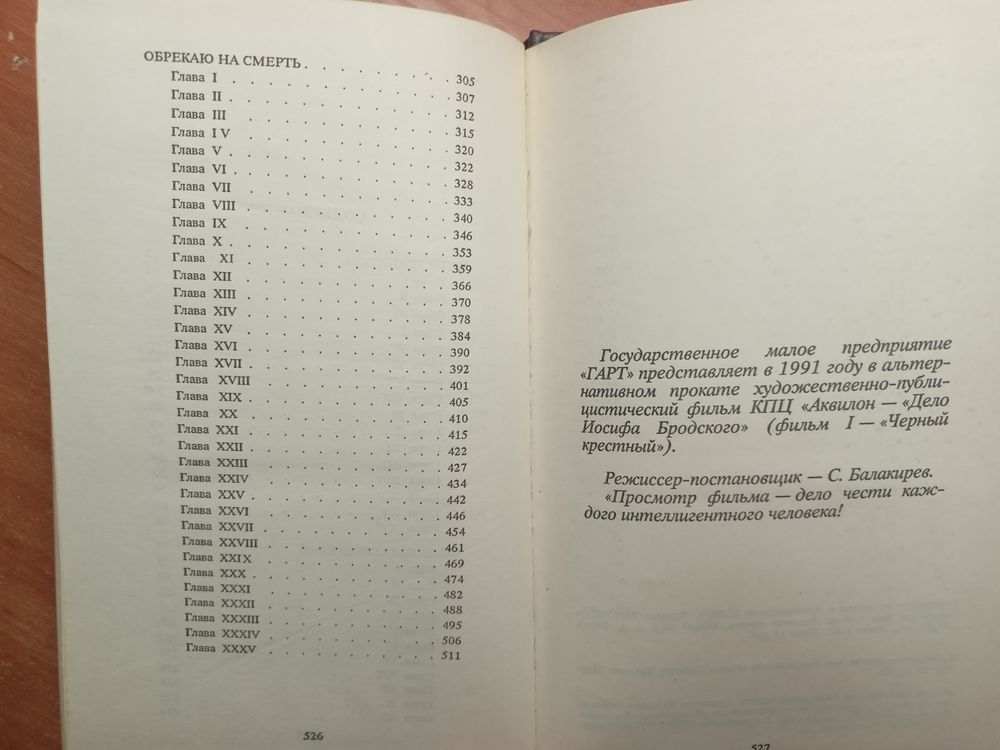 ОБРЕКАЮ НА СМЕРТЬ . . . . . . . . 305
Глава I . . . . . . . . . . . 307
Глава II . . . . . . . . . . . 312
Глава III . . . . . . . . . . 315
Глава IV . . . . . . . . . . 320
Глава V . . . . . . . . . . . 322
Глава VI . . . . . . . . . . . 328
Глава VII . . . . . . . . . . 333
Глава VIII . . . . . . . . . . 340
Глава IX . . . . . . . . . . 346
Глава X . . . . . . . . . . . 353
Глава XI . . . . . . . . . . 359
Глава XII . . . . . . . . . . 366
Глава XIII . . . . . . . . . . 370
Глава XIV . . . . . . . . . . 378
Глава XV . . . . . . . . . . 384
Глава XVI . . . . . . . . . . 390
Глава XVII . . . . . . . . . . 392
Глава XVIII . . . . . . . . . 401
Глава XIX . . . . . . . . . . 405
Глава XX . . . . . . . . . . 410
Глава XXI . . . . . . . . . . 415
Глава XXII . . . . . . . . . . 422
Глава XXIII . . . . . . . . . 427
Глава XXIV . . . . . . . . . 434
Глава XXV . . . . . . . . . . 442
Глава XXVI . . . . . . . . . 446
Глава XXVII . . . . . . . . . 454
Глава XXVIII . . . . . . . . . 461
Глава XXIX . . . . . . . . . 469
Глава XXX . . . . . . . . . . 474
Глава XXXI . . . . . . . . . 482
Глава XXXII . . . . . . . . . 488
Глава XXXIII . . . . . . . . . 495
Глава XXXIV . . . . . . . . . 506
Глава XXXV . . . . . . . . . 511
526
Государственное малое предприятие
«ГАРТ» представляет в 1991 году в альтер-
нативном прокате художественно-публи-
цистический фильм КПЦ «Аквилон — «Дело
Иосифа Бродского» (фильм I — «Черный
крестный»).
Режиссер-постановщик — С. Балакирев.
«Просмотр фильма — дело чести каж-
дого интеллигентного человека!
527